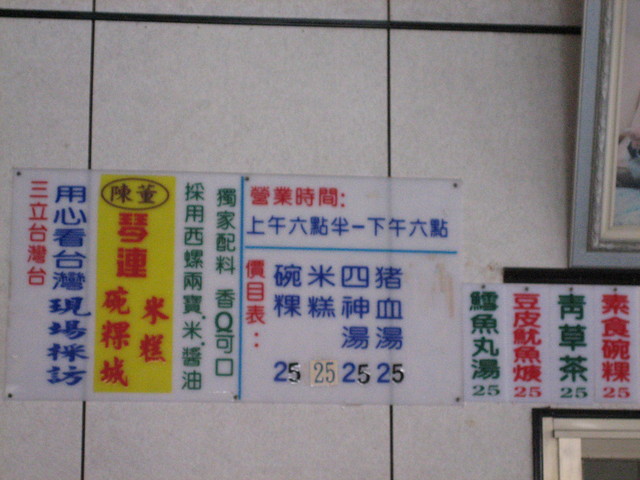 三立台灣台
用心看台灣現場採訪
陳董
琴連
碗粿城
米糕
採用西螺兩寶.米.醬油
獨家配料 香Q可口
營業時間:
上午六點半－下午六點
價目表：
碗粿 25
米糕 25
四神湯 25
猪血湯 25
鱈魚丸湯 25
豆皮魷魚焿 25
青草茶 25
素食碗粿 25